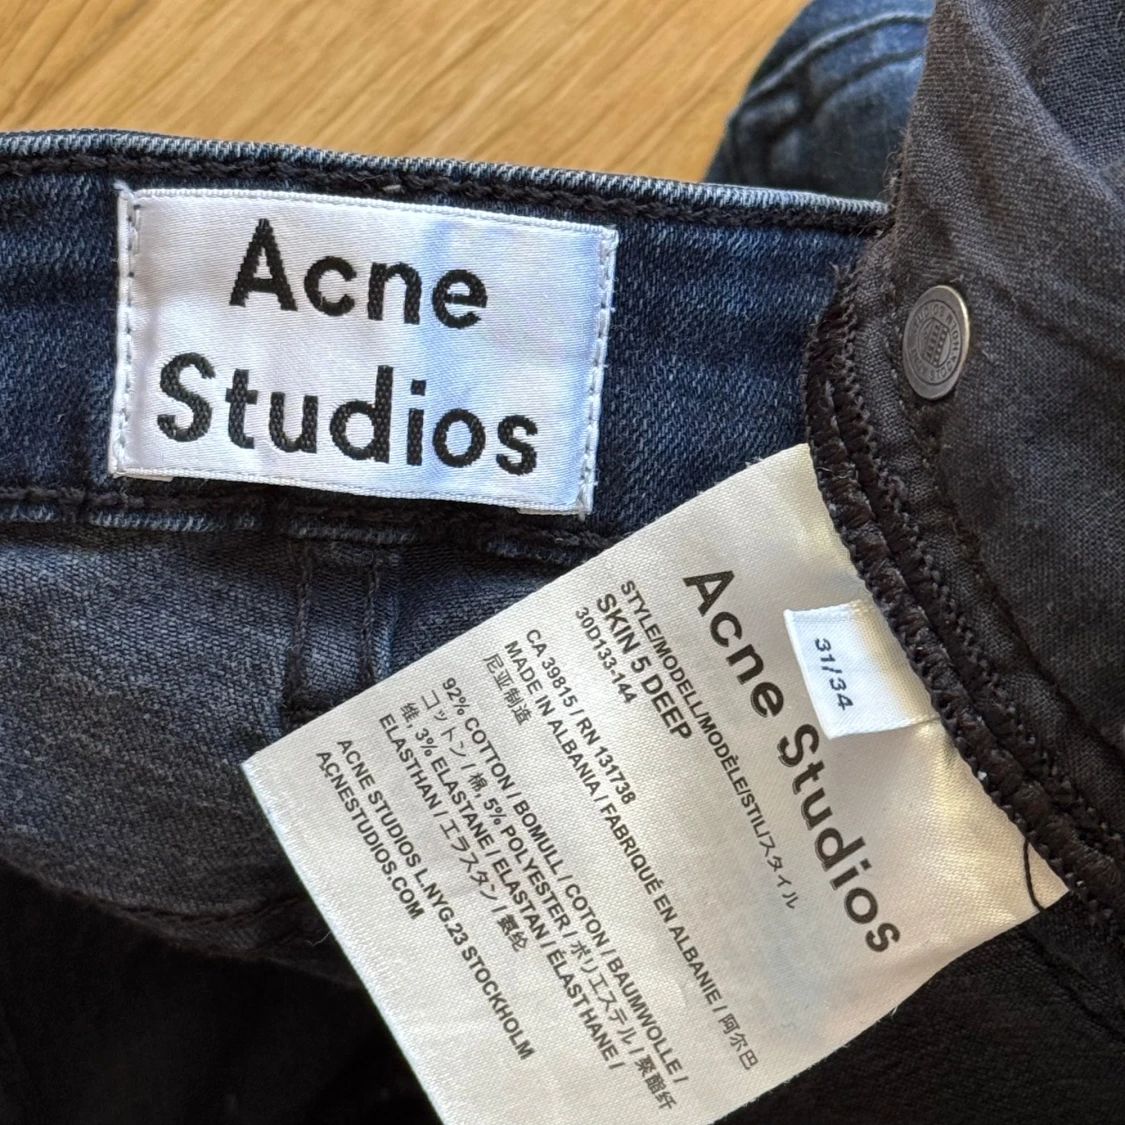 Acne
Studios
31/34
Acne Studios
STYLE/MODELL/MODÈLE/STIL/スタイル
SKIN 5 DEEP
30D133-144
CA 39815 / RN 131738
MADE IN ALBANIA / FABRIQUÉ EN ALBANIE / 阿尔巴
尼亚制造
92% COTTON / BOMULL / COTON / BAUMWOLLE /
コットン / 棉, 5% POLYESTER / ポリエステル / 聚酯纤
维, 3% ELASTANE / ELASTAN / ÉLASTHANE /
ELASTHAN / エラスタン / 氨纶
ACNE STUDIOS L.NYG.23 STOCKHOLM
ACNESTUDIOS.COM